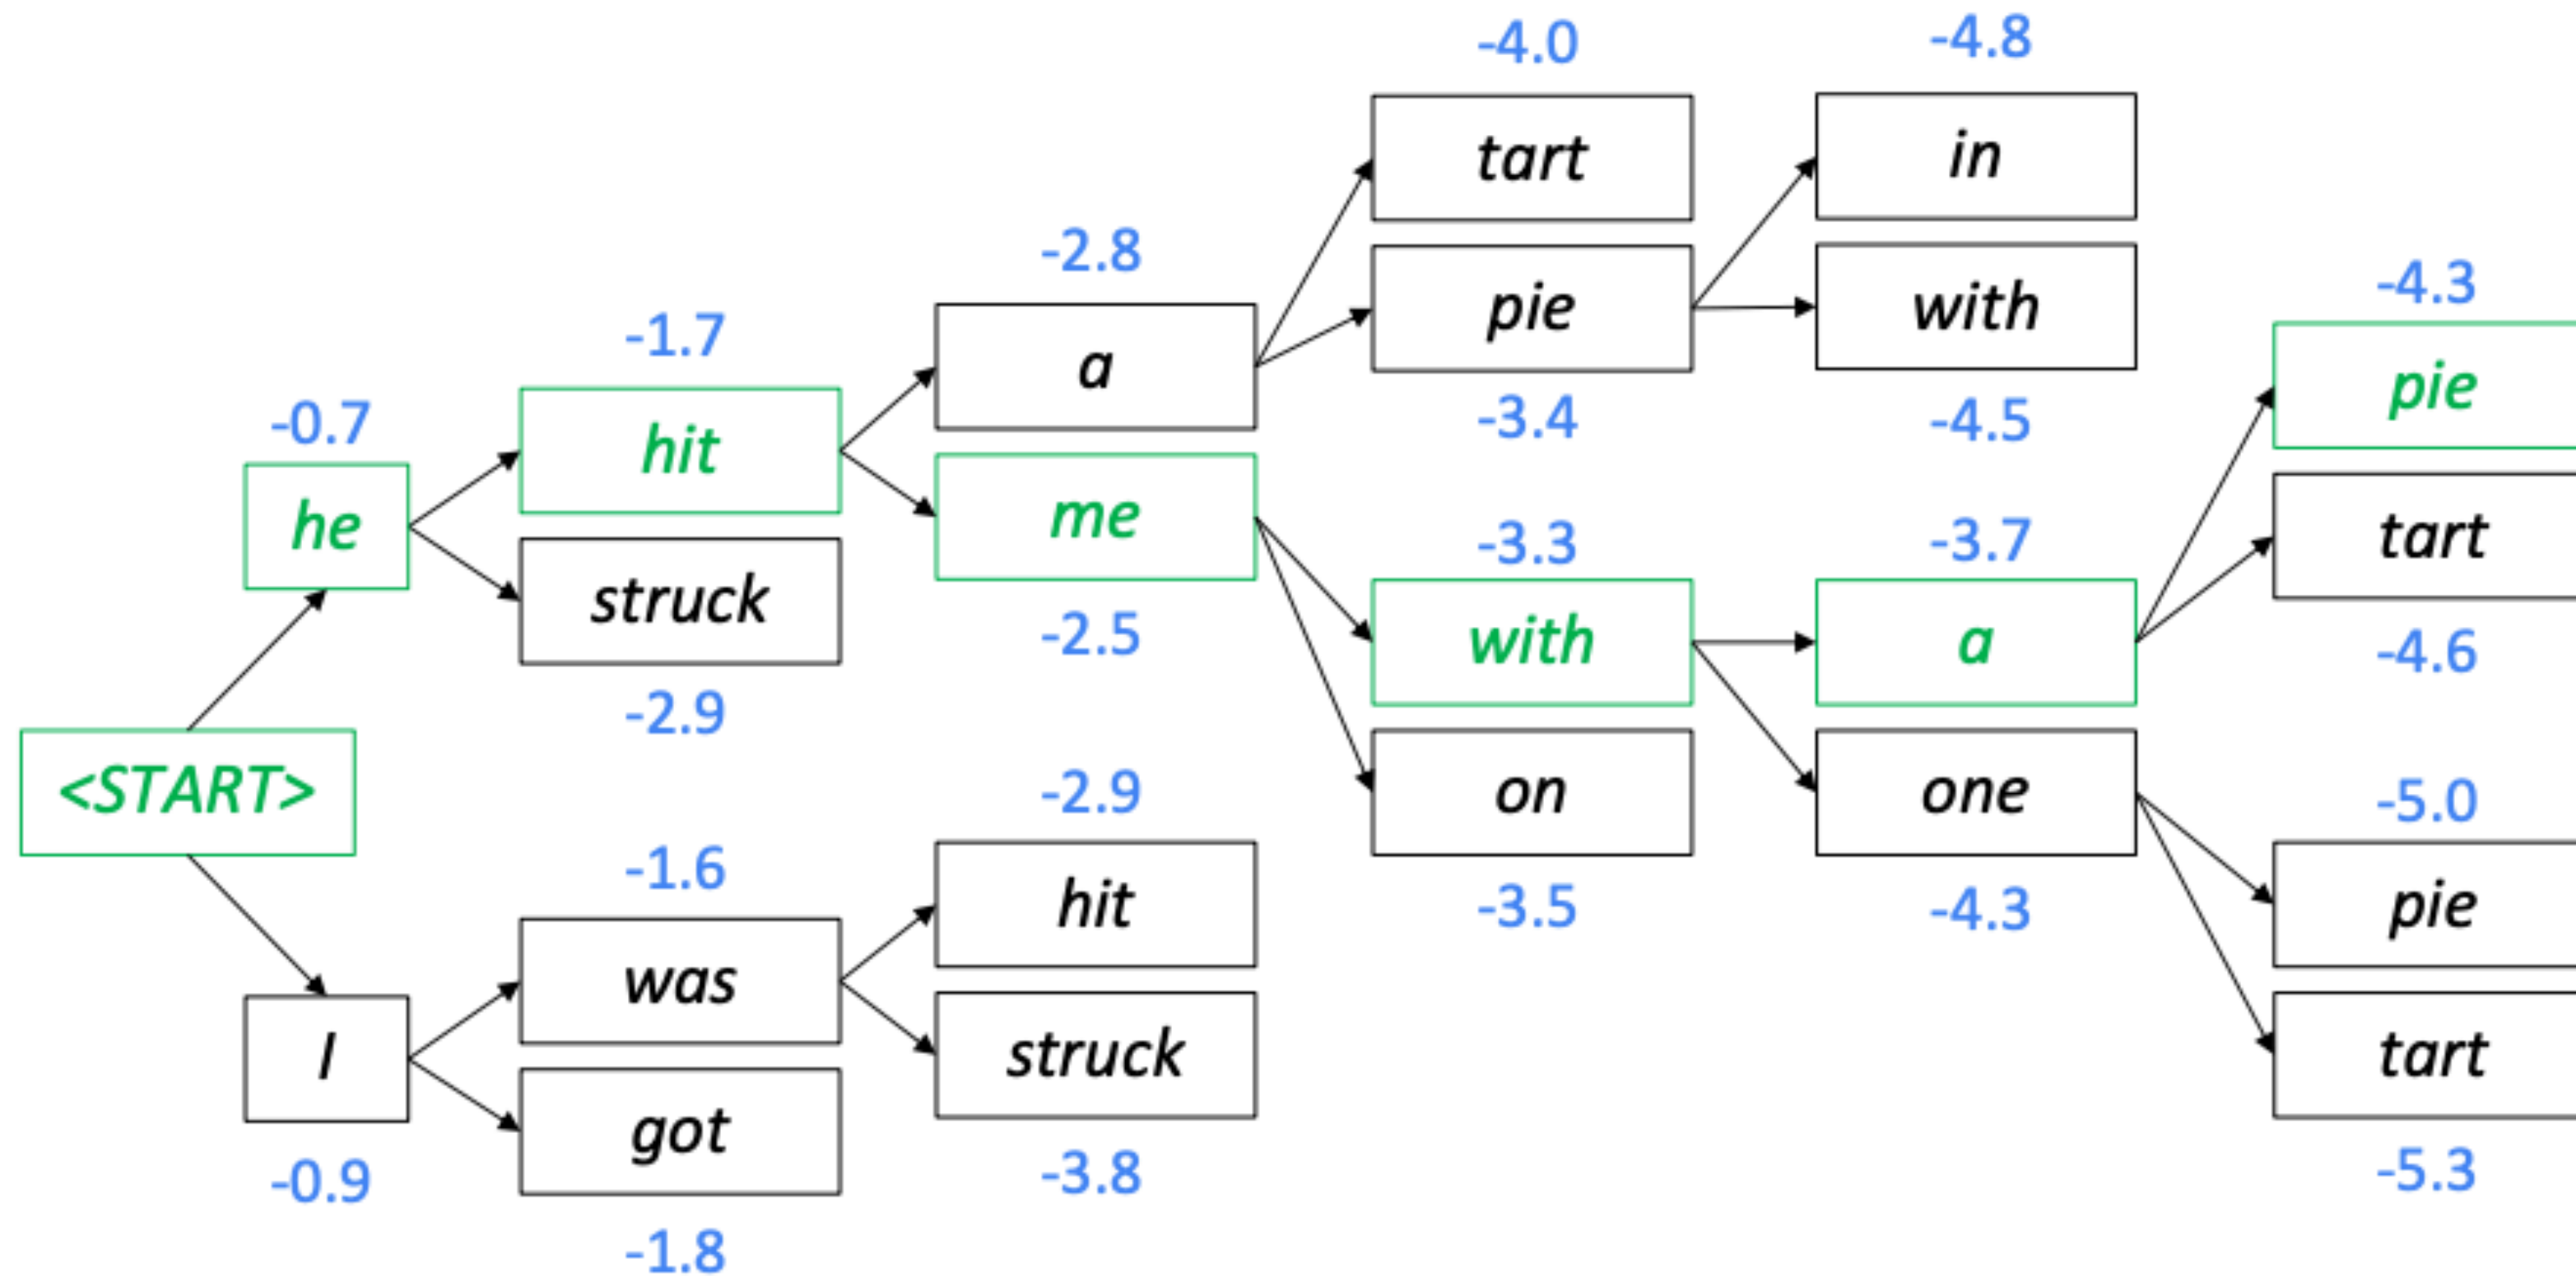 -4.0
-4.8
tart
in
-2.8
pie
with
-4.3
-1.7
a
-3.4
-4.5
pie
-0.7
hit
me
-3.3
-3.7
tart
he
struck
-2.5
with
a
-4.6
-2.9
<START>
-2.9
on
one
-5.0
-1.6
hit
-3.5
-4.3
pie
was
struck
tart
I
got
-3.8
-5.3
-0.9
-1.8